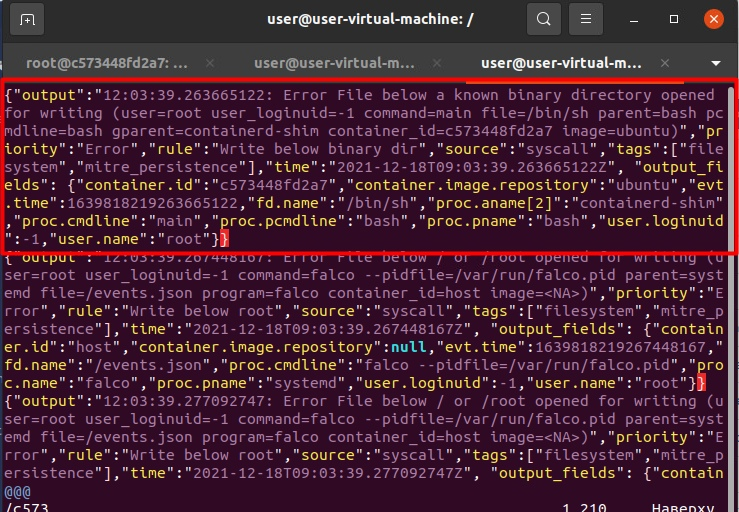 user@user-virtual-machine: /
root@c573448fd2a7: ...
user@user-virtual-m...
user@user-virtual-m...
{"output":"12:03:39.263665122: Error File below a known binary directory opened
for writing (user=root user_loginuid=-1 command=main file=/bin/sh parent=bash pc
mdline=bash gparent=containerd-shim container_id=c573448fd2a7 image=ubuntu)","pr
iority":"Error","rule":"Write below binary dir","source":"syscall","tags":["file
system","mitre_persistence"],"time":"2021-12-18T09:03:39.263665122Z", "output_fi
elds": {"container.id":"c573448fd2a7","container.image.repository":"ubuntu","evt
.time":1639818219263665122,"fd.name":"/bin/sh","proc.aname[2]":"containerd-shim"
,"proc.cmdline":"main","proc.pcmdline":"bash","proc.pname":"bash","user.loginuid
":-1,"user.name":"root"}}
{"output":"12:03:39.267448167: Error File below / or /root opened for writing (u
ser=root user_loginuid=-1 command=falco --pidfile=/var/run/falco.pid parent=syst
emd file=/events.json program=falco container_id=host image=<NA>)","priority":"E
rror","rule":"Write below root","source":"syscall","tags":["filesystem","mitre_p
ersistence"],"time":"2021-12-18T09:03:39.267448167Z", "output_fields": {"contain
er.id":"host","container.image.repository":null,"evt.time":1639818219267448167,"
fd.name":"/events.json","proc.cmdline":"falco --pidfile=/var/run/falco.pid","pro
c.name":"falco","proc.pname":"systemd","user.loginuid":-1,"user.name":"root"}}
{"output":"12:03:39.277092747: Error File below / or /root opened for writing (u
ser=root user_loginuid=-1 command=falco --pidfile=/var/run/falco.pid parent=syst
emd file=/events.json program=falco container_id=host image=<NA>)","priority":"E
rror","rule":"Write below root","source":"syscall","tags":["filesystem","mitre_p
ersistence"],"time":"2021-12-18T09:03:39.277092747Z", "output_fields": {"contain
@@@
/c573 1,210 Наверху